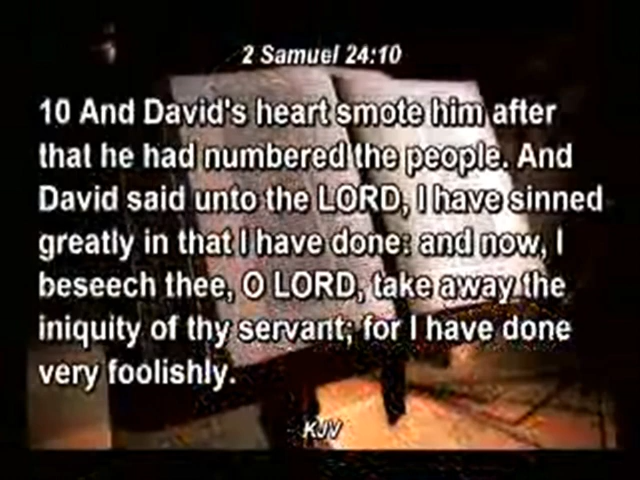 2 Samuel 24:10
10 And David's heart smote him after
that he had numbered the people. And
David said unto the LORD, I have sinned
greatly in that I have done: and now, I
beseech thee, O LORD, take away the
iniquity of thy servant; for I have done
very foolishly.
KJV